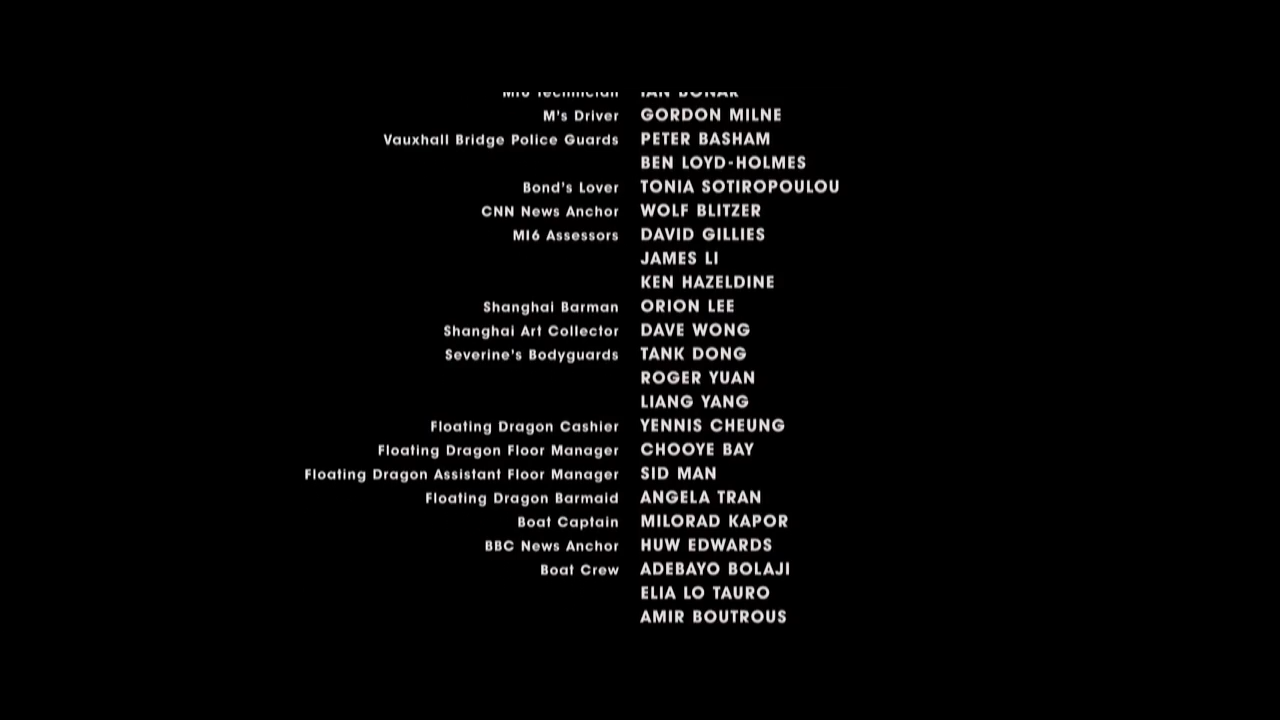 MI6 Technician IAN BONAR
M's Driver GORDON MILNE
Vauxhall Bridge Police Guards PETER BASHAM
BEN LOYD-HOLMES
Bond's Lover TONIA SOTIROPOULOU
CNN News Anchor WOLF BLITZER
MI6 Assessors DAVID GILLIES
JAMES LI
KEN HAZELDINE
Shanghai Barman ORION LEE
Shanghai Art Collector DAVE WONG
Severine's Bodyguards TANK DONG
ROGER YUAN
LIANG YANG
Floating Dragon Cashier YENNIS CHEUNG
Floating Dragon Floor Manager CHOOYE BAY
Floating Dragon Assistant Floor Manager SID MAN
Floating Dragon Barmaid ANGELA TRAN
Boat Captain MILORAD KAPOR
BBC News Anchor HUW EDWARDS
Boat Crew ADEBAYO BOLAJI
ELIA LO TAURO
AMIR BOUTROUS